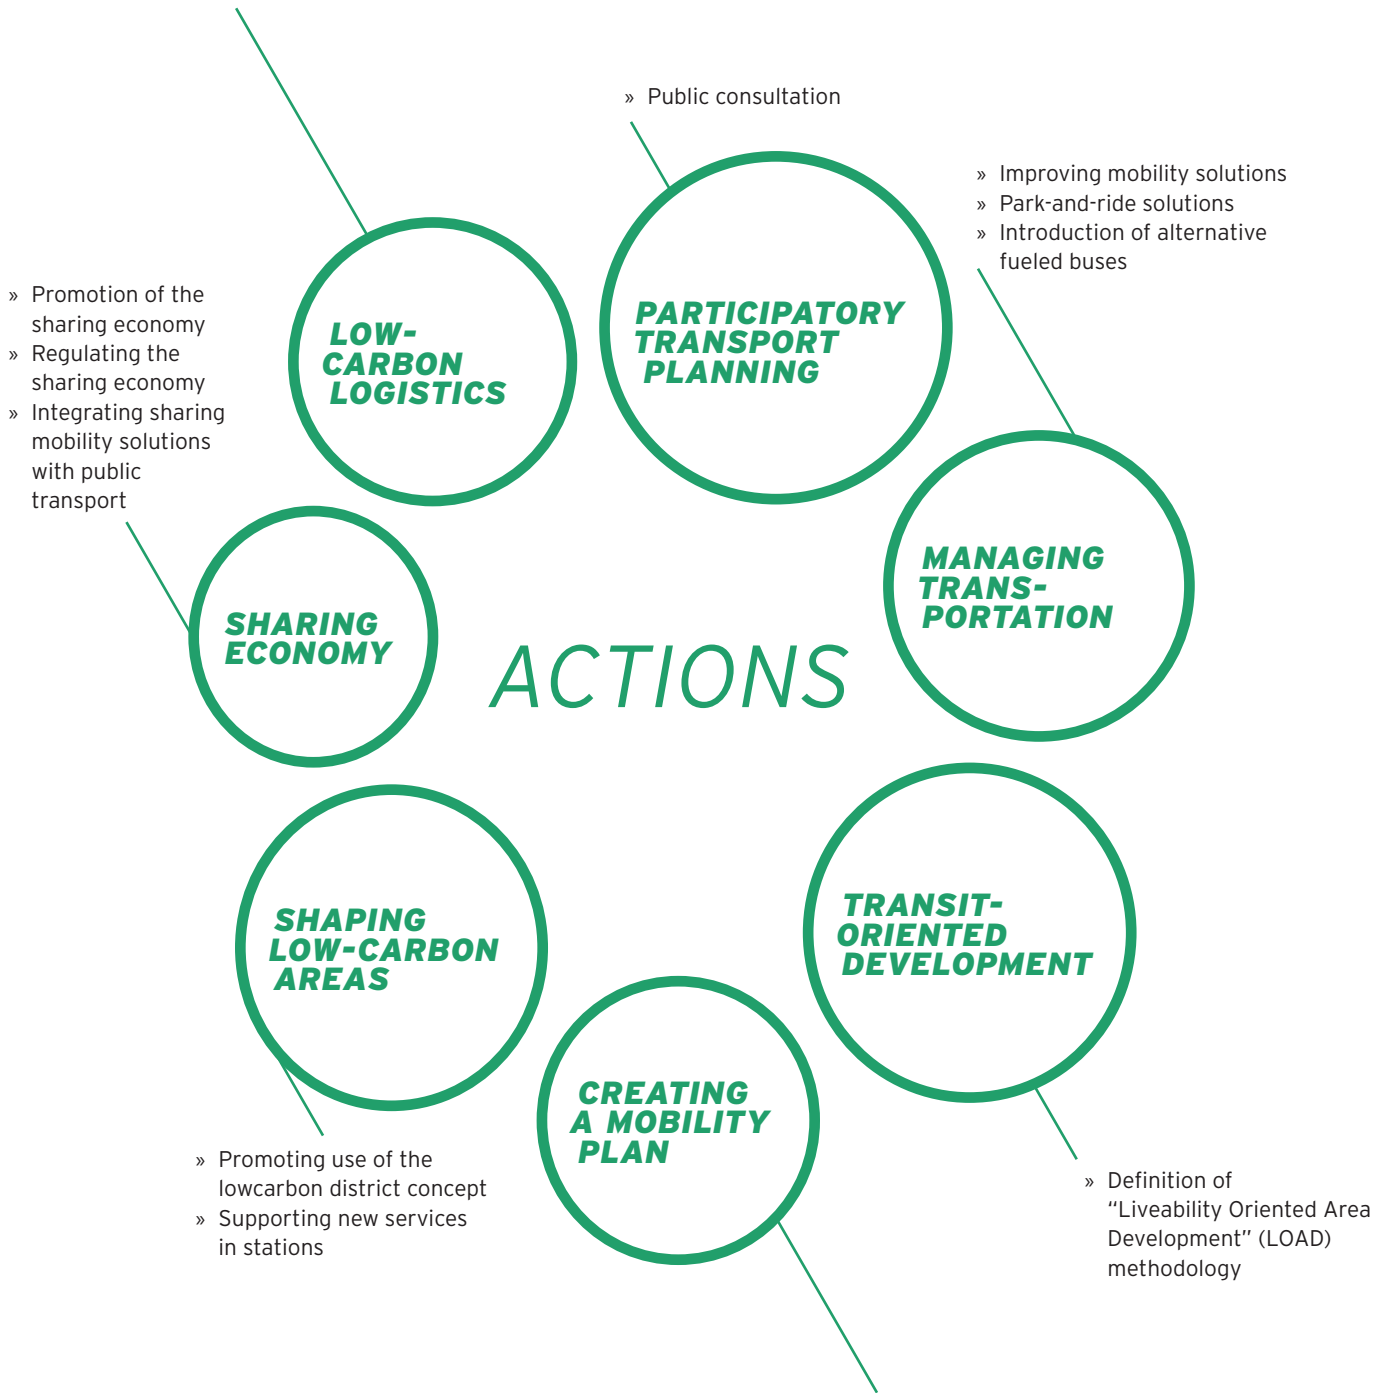 » Public consultation
» Improving mobility solutions
» Park-and-ride solutions
» Introduction of alternative
fueled buses
» Promotion of the
sharing economy
» Regulating the
sharing economy
» Integrating sharing
mobility solutions
with public
transport
LOW-
CARBON
LOGISTICS
PARTICIPATORY
TRANSPORT
PLANNING
MANAGING
TRANS-
PORTATION
SHARING
ECONOMY
ACTIONS
SHAPING
LOW-CARBON
AREAS
TRANSIT-
ORIENTED
DEVELOPMENT
CREATING
A MOBILITY
PLAN
» Promoting use of the
lowcarbon district concept
» Supporting new services
in stations
» Definition of
“Liveability Oriented Area
Development” (LOAD)
methodology